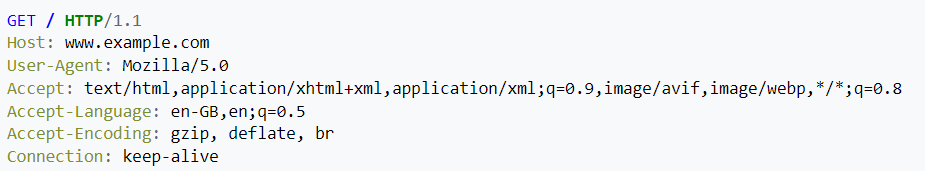 GET / HTTP/1.1
Host: www.example.com
User-Agent: Mozilla/5.0
Accept: text/html,application/xhtml+xml,application/xml;q=0.9,image/avif,image/webp,*/*;q=0.8
Accept-Language: en-GB,en;q=0.5
Accept-Encoding: gzip, deflate, br
Connection: keep-alive